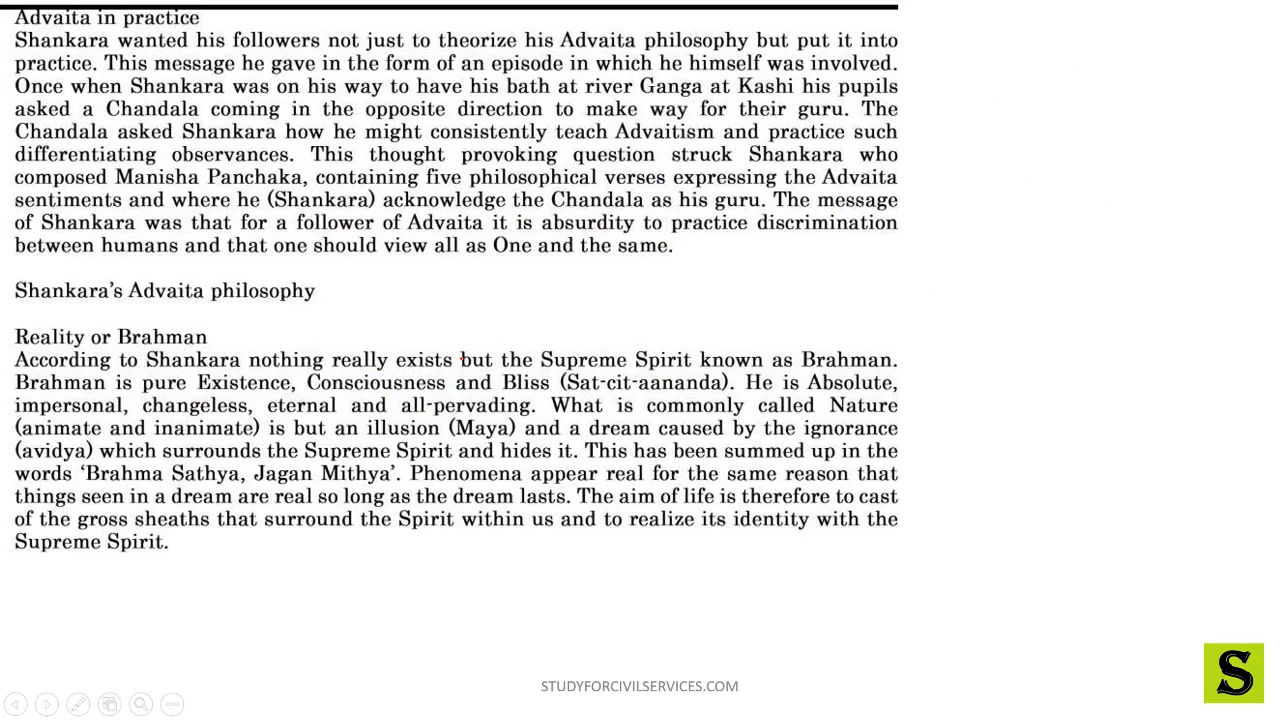 Advaita in practice
Shankara wanted his followers not just to theorize his Advaita philosophy but put it into
practice. This message he gave in the form of an episode in which he himself was involved.
Once when Shankara was on his way to have his bath at river Ganga at Kashi his pupils
asked a Chandala coming in the opposite direction to make way for their guru. The
Chandala asked Shankara how he might consistently teach Advaitism and practice such
differentiating observances. This thought provoking question struck Shankara who
composed Manisha Panchaka, containing five philosophical verses expressing the Advaita
sentiments and where he (Shankara) acknowledge the Chandala as his guru. The message
of Shankara was that for a follower of Advaita it is absurdity to practice discrimination
between humans and that one should view all as One and the same.
Shankara’s Advaita philosophy
Reality or Brahman
According to Shankara nothing really exists but the Supreme Spirit known as Brahman.
Brahman is pure Existence, Consciousness and Bliss (Sat-cit-aananda). He is Absolute,
impersonal, changeless, eternal and all-pervading. What is commonly called Nature
(animate and inanimate) is but an illusion (Maya) and a dream caused by the ignorance
(avidya) which surrounds the Supreme Spirit and hides it. This has been summed up in the
words ‘Brahma Sathya, Jagan Mithya’. Phenomena appear real for the same reason that
things seen in a dream are real so long as the dream lasts. The aim of life is therefore to cast
of the gross sheaths that surround the Spirit within us and to realize its identity with the
Supreme Spirit.
STUDYFORCIVILSERVICES.COM
S